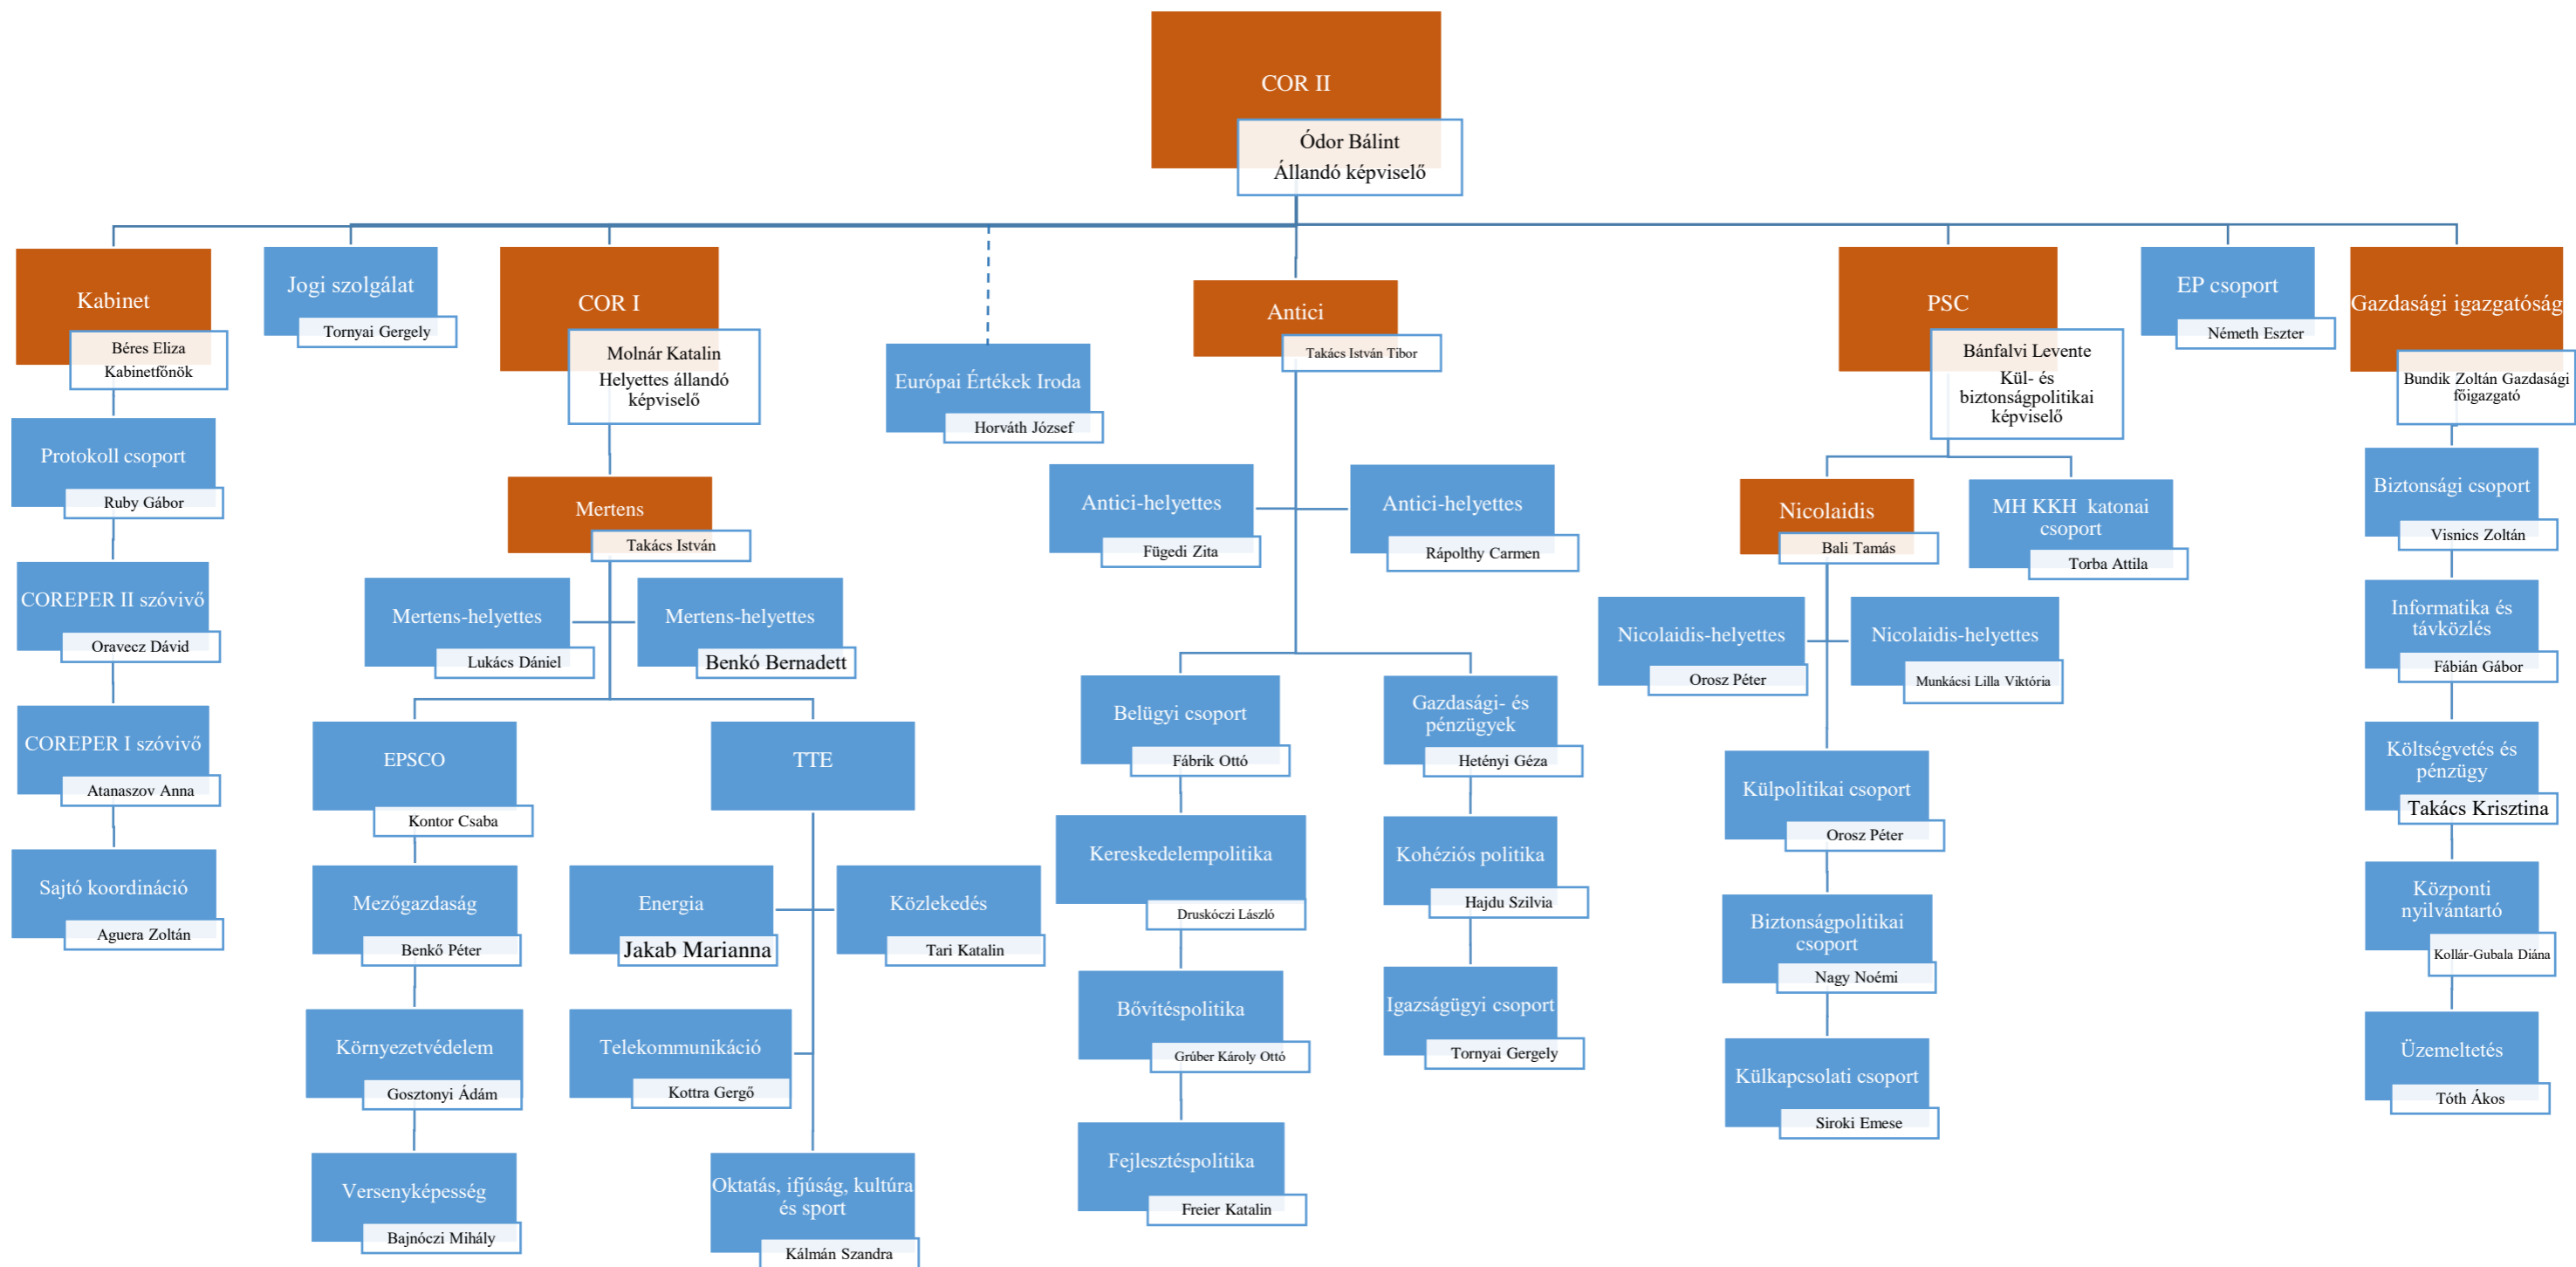 COR II
Ódor Bálint
Állandó képviselő
Kabinet
Béres Eliza
Kabinetfőnök
Protokoll csoport
Ruby Gábor
COREPER II szóvivő
Oravecz Dávid
COREPER I szóvivő
Atanaszov Anna
Sajtó koordináció
Aguera Zoltán
Jogi szolgálat
Tornyai Gergely
COR I
Molnár Katalin
Helyettes állandó
képviselő
Mertens
Takács István
Mertens-helyettes
Lukács Dániel
Mertens-helyettes
Benkó Bernadett
EPSCO
Kontor Csaba
Mezőgazdaság
Benkő Péter
Környezetvédelem
Gosztonyi Ádám
Versenyképesség
Bajnóczi Mihály
TTE
Energia
Jakab Marianna
Közlekedés
Tari Katalin
Telekommunikáció
Kottra Gergő
Oktatás, ifjúság, kultúra
és sport
Kálmán Szandra
Európai Értékek Iroda
Horváth József
Antici
Takács István Tibor
Antici-helyettes
Fügedi Zita
Antici-helyettes
Rápolthy Carmen
Belügyi csoport
Fábrik Ottó
Kereskedelempolitika
Druskóczi László
Bővítéspolitika
Grúber Károly Ottó
Fejlesztéspolitika
Freier Katalin
Gazdasági- és
pénzügyek
Hetényi Géza
Kohéziós politika
Hajdu Szilvia
Igazságügyi csoport
Tornyai Gergely
PSC
Bánfalvi Levente
Kül- és
biztonságpolitikai
képviselő
Nicolaidis
Bali Tamás
MH KKH katonai
csoport
Torba Attila
Nicolaidis-helyettes
Orosz Péter
Nicolaidis-helyettes
Munkácsi Lilla Viktória
Külpolitikai csoport
Orosz Péter
Biztonságpolitikai
csoport
Nagy Noémi
Külkapcsolati csoport
Siroki Emese
EP csoport
Németh Eszter
Gazdasági igazgatóság
Bundik Zoltán Gazdasági
főigazgató
Biztonsági csoport
Visnics Zoltán
Informatika és
távközlés
Fábián Gábor
Költségvetés és
pénzügy
Takács Krisztina
Központi
nyilvántartó
Kollár-Gubala Diána
Üzemeltetés
Tóth Ákos